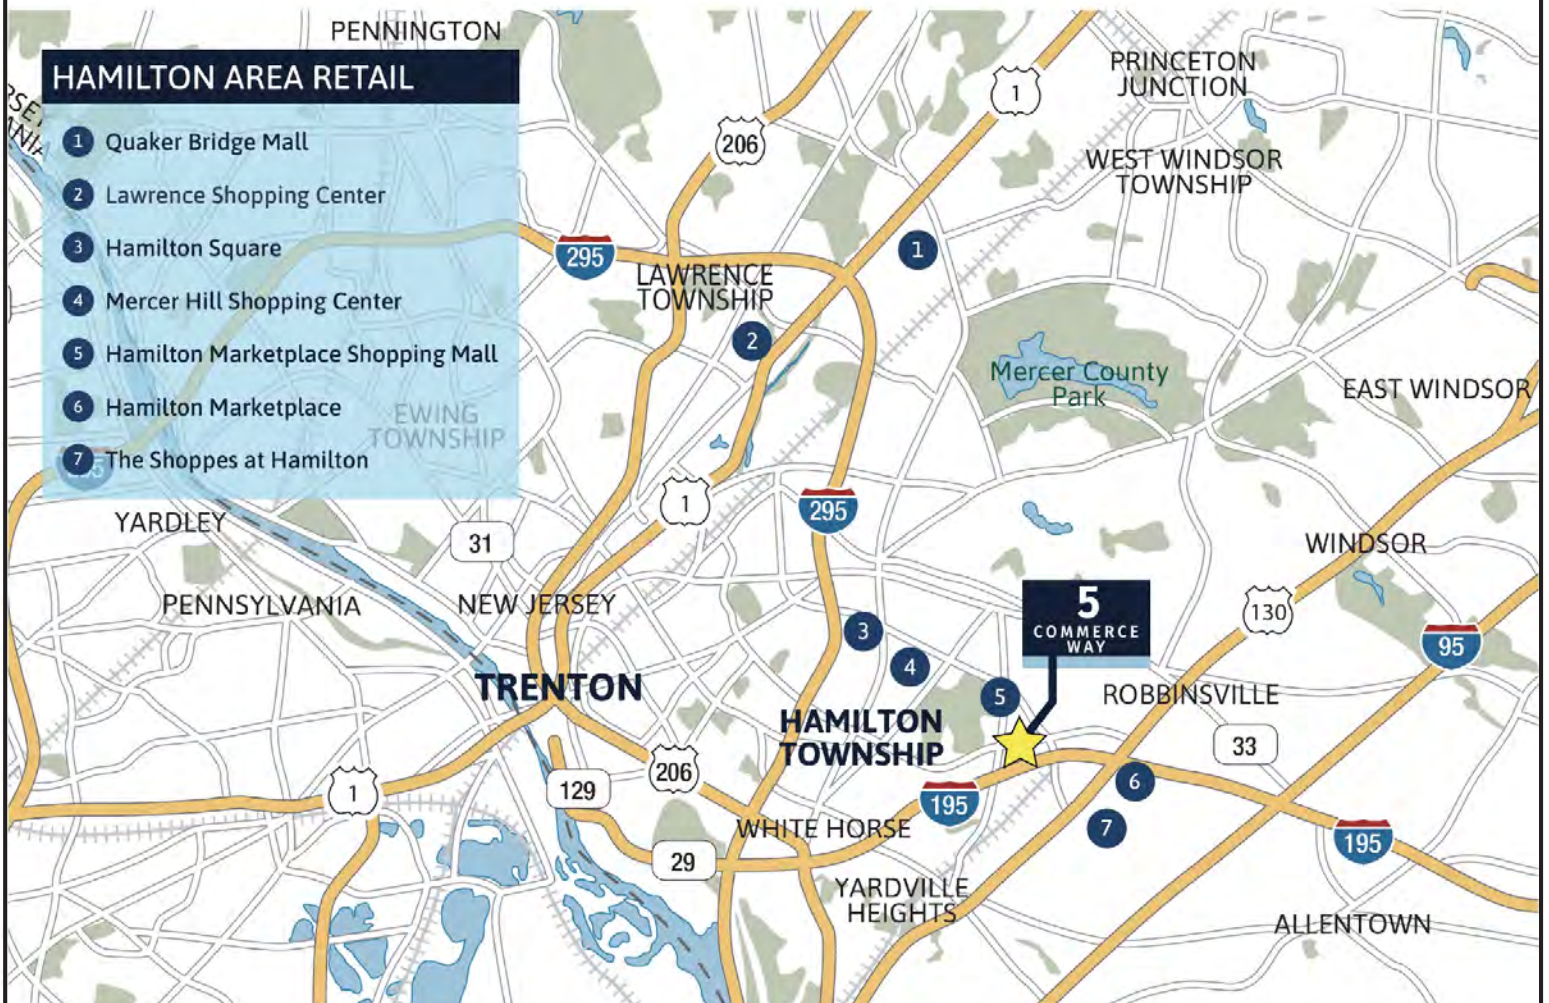 PENNINGTON
HAMILTON AREA RETAIL
1 Quaker Bridge Mall
2 Lawrence Shopping Center
3 Hamilton Square
4 Mercer Hill Shopping Center
5 Hamilton Marketplace Shopping Mall
6 Hamilton Marketplace
7 The Shoppes at Hamilton
1
PRINCETON
JUNCTION
206
WEST WINDSOR
TOWNSHIP
295
1
LAWRENCE
TOWNSHIP
2
Mercer County
Park
EAST WINDSOR
EWING
TOWNSHIP
1
295
YARDLEY
31
WINDSOR
PENNSYLVANIA
NEW JERSEY
5
COMMERCE
WAY
130
3
95
4
TRENTON
5
ROBBINSVILLE
HAMILTON
TOWNSHIP
33
206
6
1
129
195
WHITE HORSE
7
195
29
YARDVILLE
HEIGHTS
ALLENTOWN